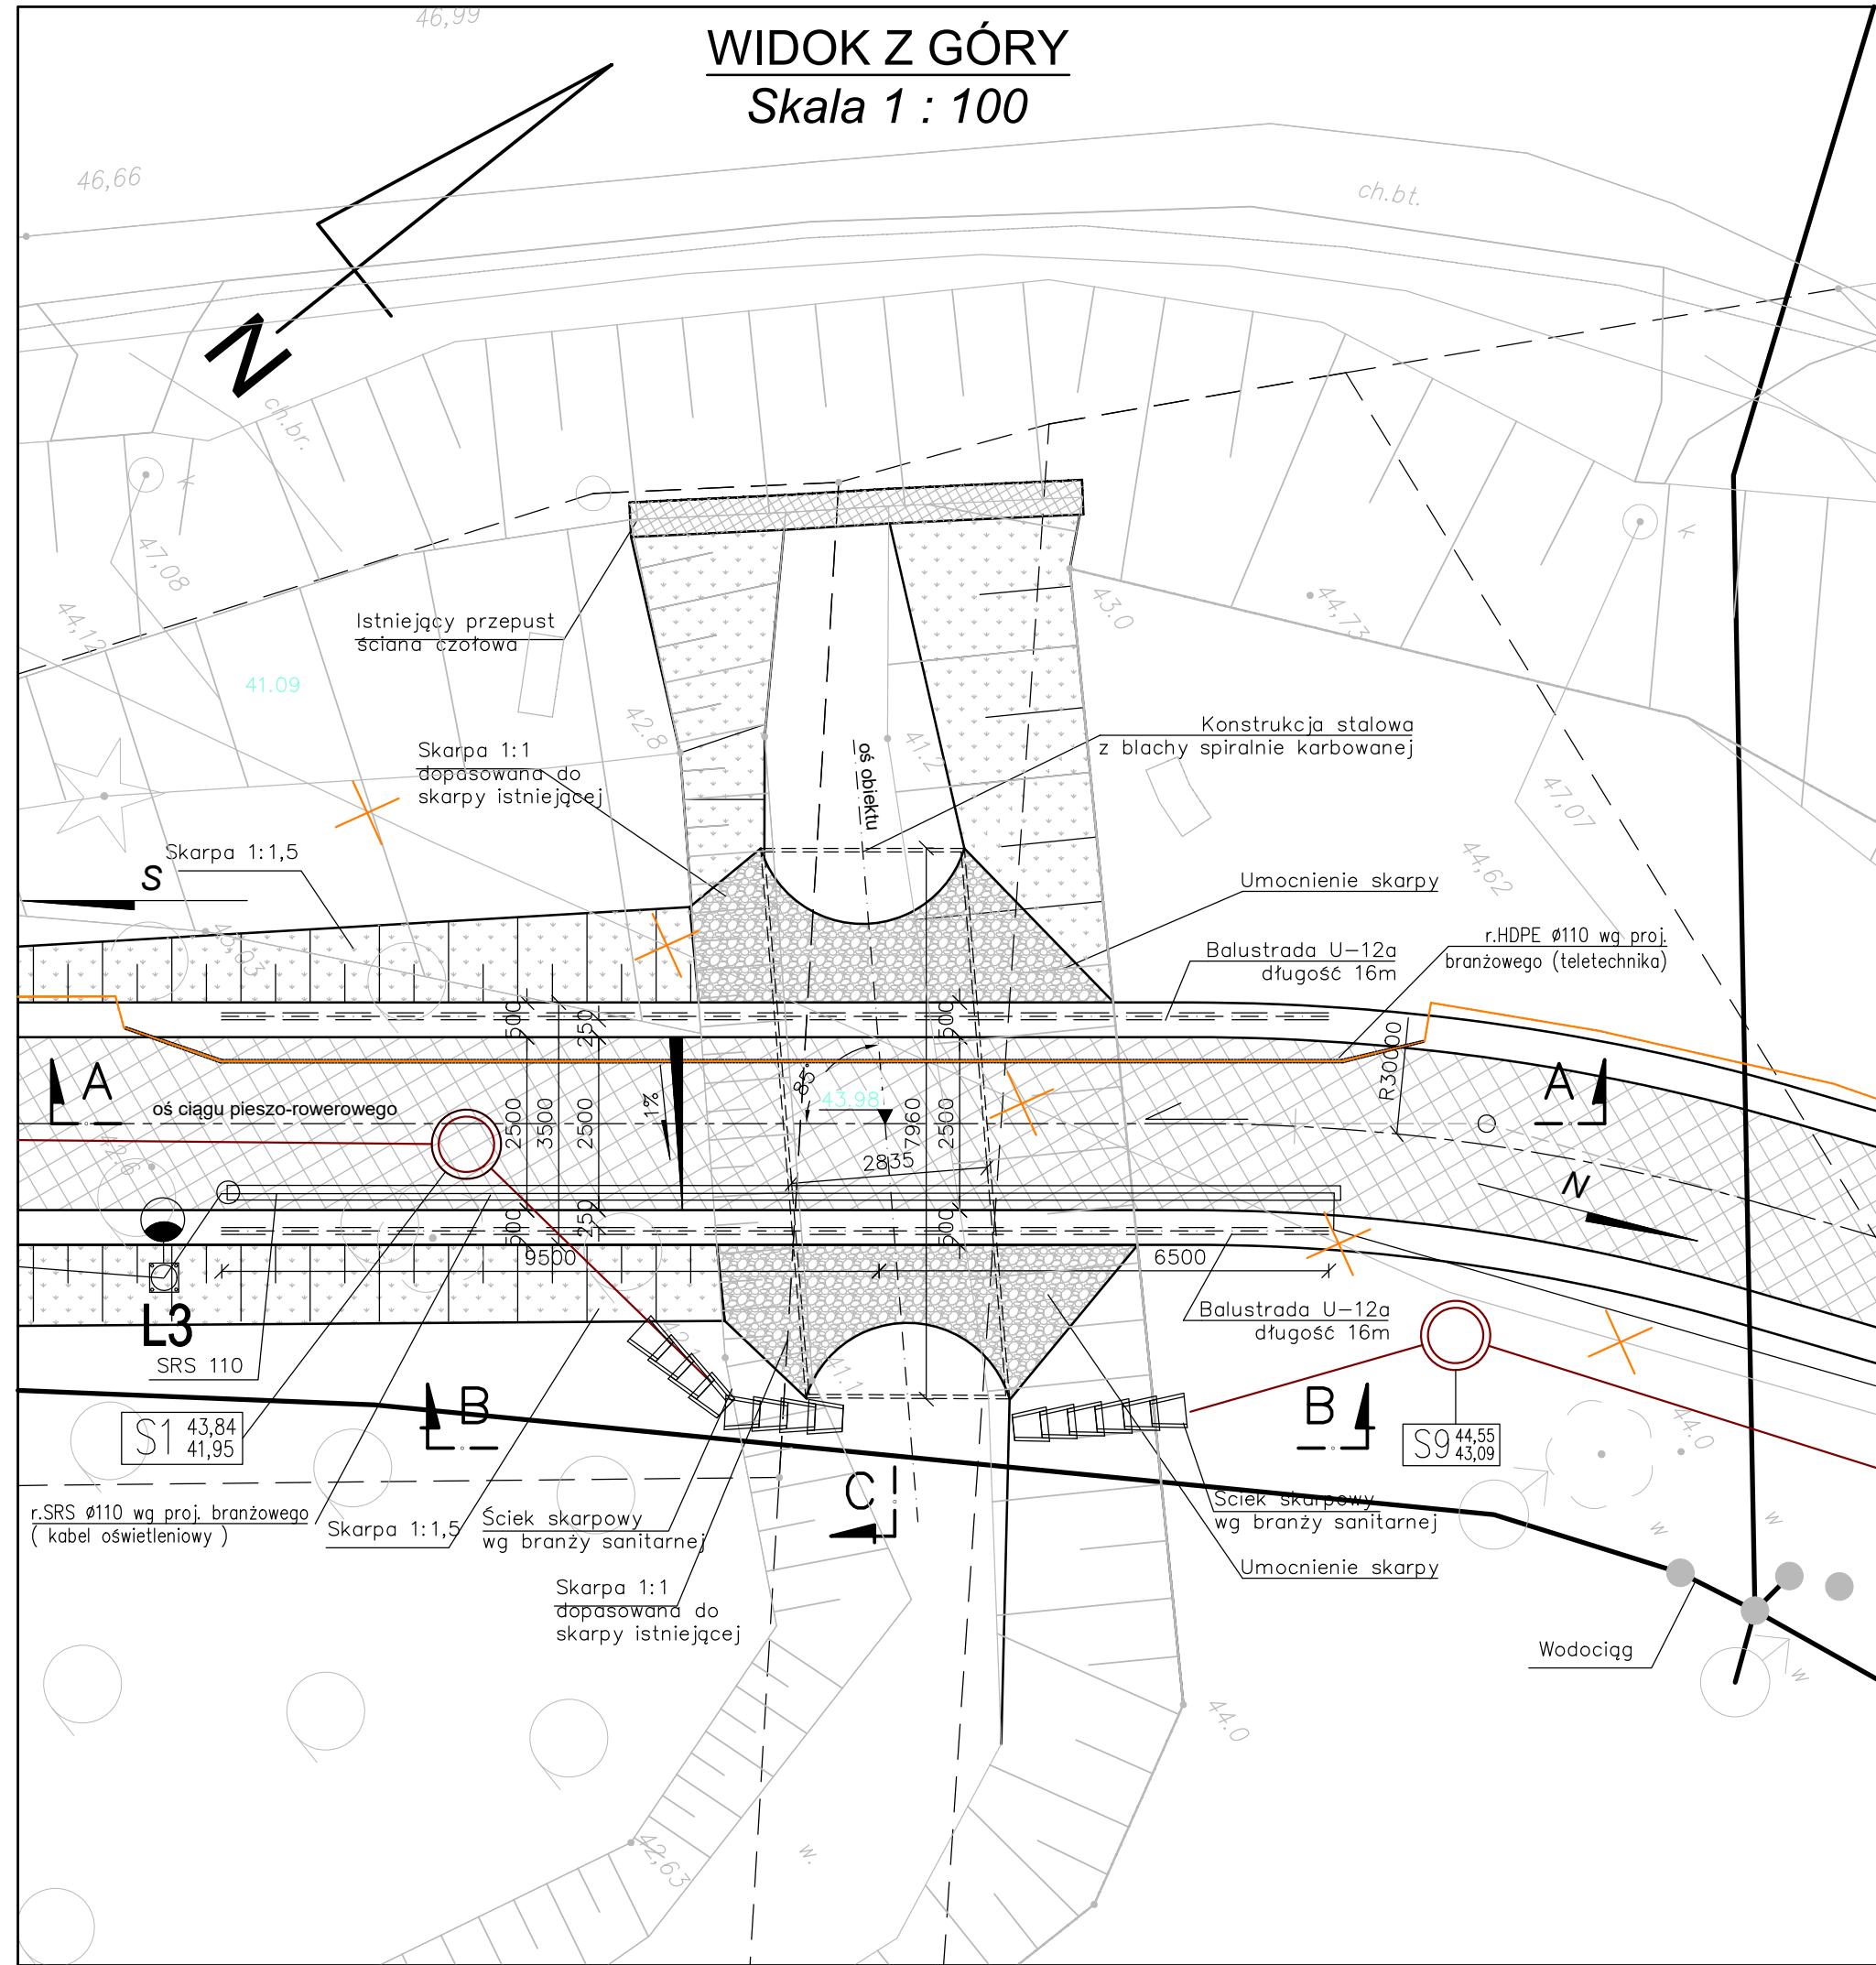 46,99
WIDOK Z GÓRY
Skala 1 : 100
46,66
ch.bt.
N
ch.br.
k
k
47,08
44,12
43.0
44,73
Istniejący przepust
ściana czołowa
41.09
42.8
41.2
oś obiektu
Konstrukcja stalowa
z blachy spiralnie karbowanej
Skarpa 1:1
dopasowana do
skarpy istniejącej
47,07
44,62
Skarpa 1:1,5
S
Umocnienie skarpy
Balustrada U-12a
długość 16m
r.HDPE ø110 wg proj.
branżowego (teletechnika)
500
250
500
A
oś ciągu pieszo-rowerowego
2500
3500
2500
1%
85°
43.98
7960
2500
2835
R30000
A
42.6
N
500
250
500
9500
6500
L3
SRS 110
Balustrada U-12a
długość 16m
41.1
B
B
S1 43,84
41,95
S9 44,55
43,09
44.0
C
r.SRS ø110 wg proj. branżowego
( kabel oświetleniowy )
Skarpa 1:1,5
Ściek skarpowy
wg branży sanitarnej
Ściek skarpowy
wg branży sanitarnej
w
w
Umocnienie skarpy
Skarpa 1:1
dopasowana do
skarpy istniejącej
Wodociąg
w
44.0
42,63
w.